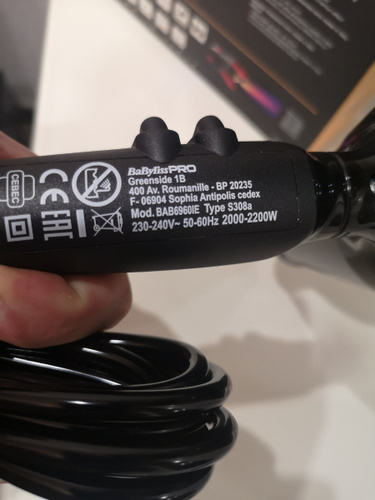 CEBEC
CE
EAC
BaBylissPRO
Greenside 1B
400 Av. Roumanille - BP 20235
F- 06904 Sophia Antipolis cedex
Mod. BAB6960IE Type S308a
230-240V~ 50-60Hz 2000-2200W